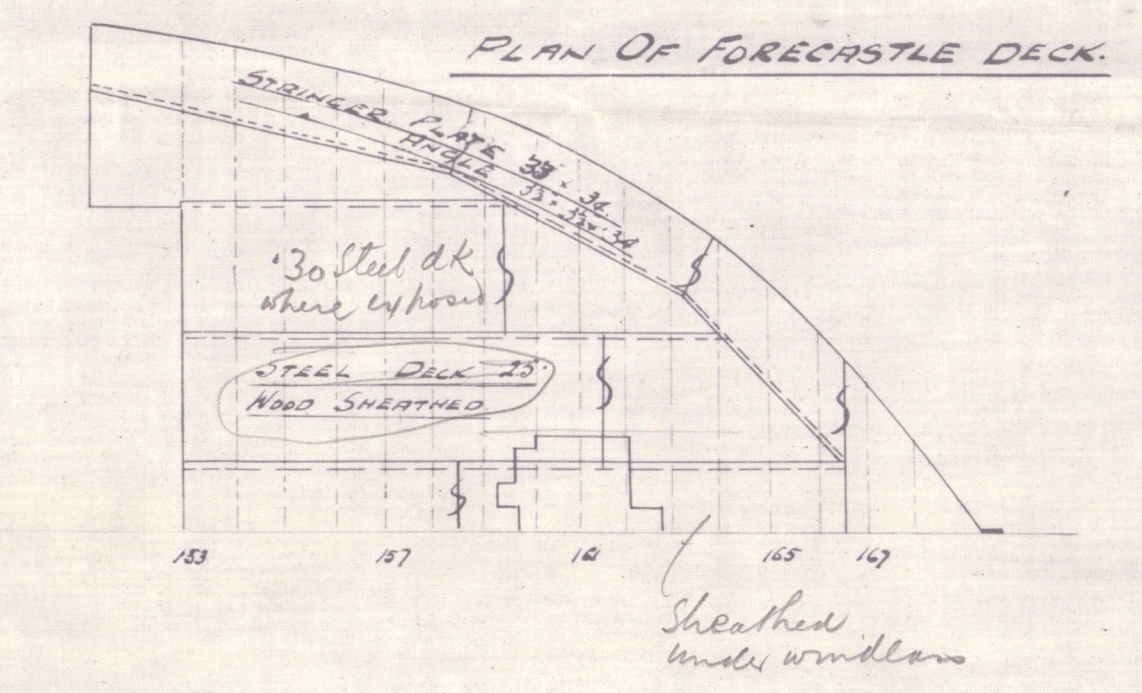 PLAN OF FORECASTLE DECK.
STRINGER PLATE 33 x .34
ANGLE 3½ x 3½ x .34
.30 Steel dk
where exposed
STEEL DECK .25
WOOD SHEATHED
153 157 161 165 167
Sheathed
under windlass